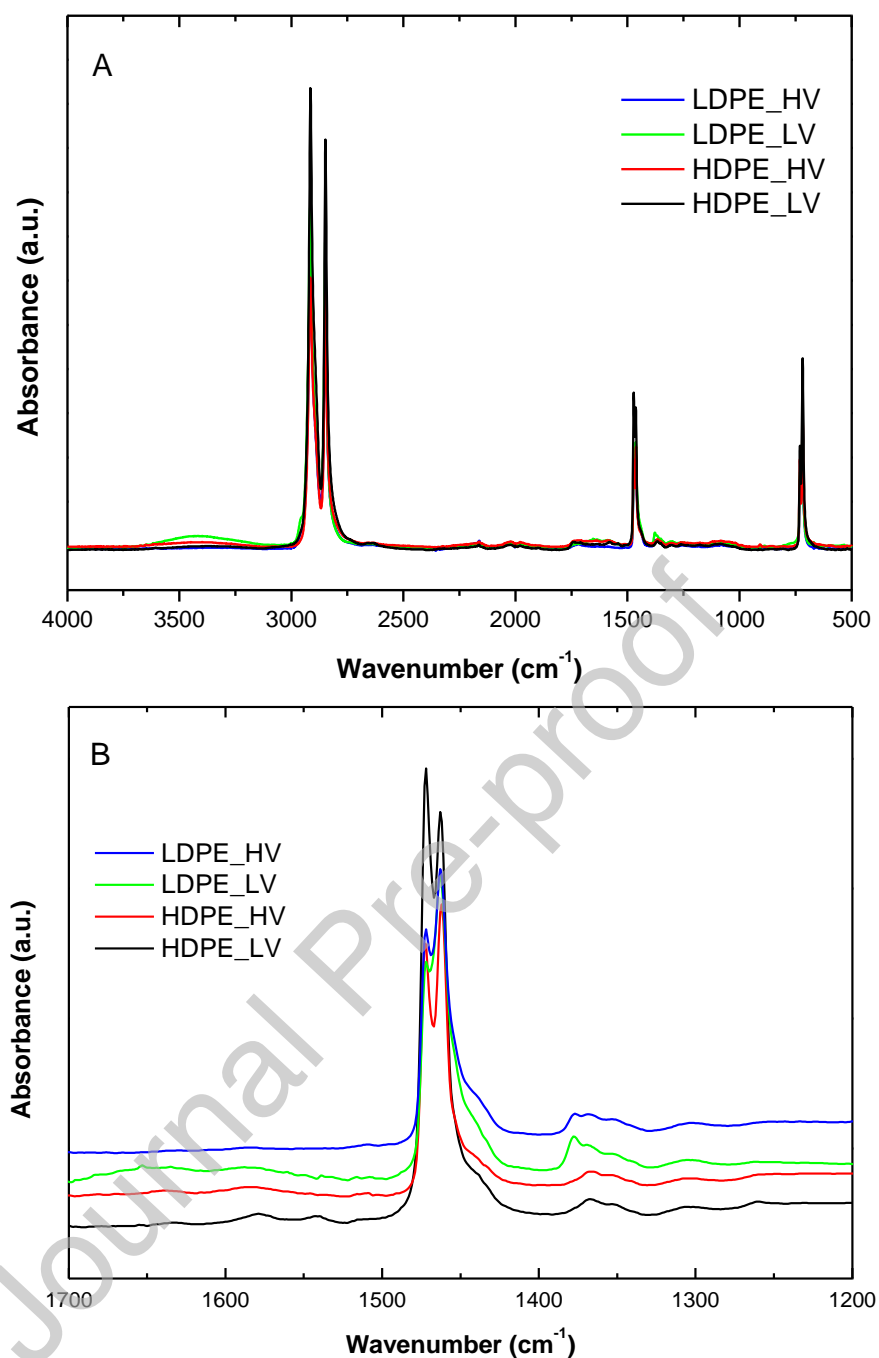 A
LDPE_HV
LDPE_LV
HDPE_HV
HDPE_LV
Absorbance (a.u.)
4000 3500 3000 2500 2000 1500 1000 500
Wavenumber (cm⁻¹)
B
LDPE_HV
LDPE_LV
HDPE_HV
HDPE_LV
Absorbance (a.u.)
1700 1600 1500 1400 1300 1200
Wavenumber (cm⁻¹)
Journal Pre-proof